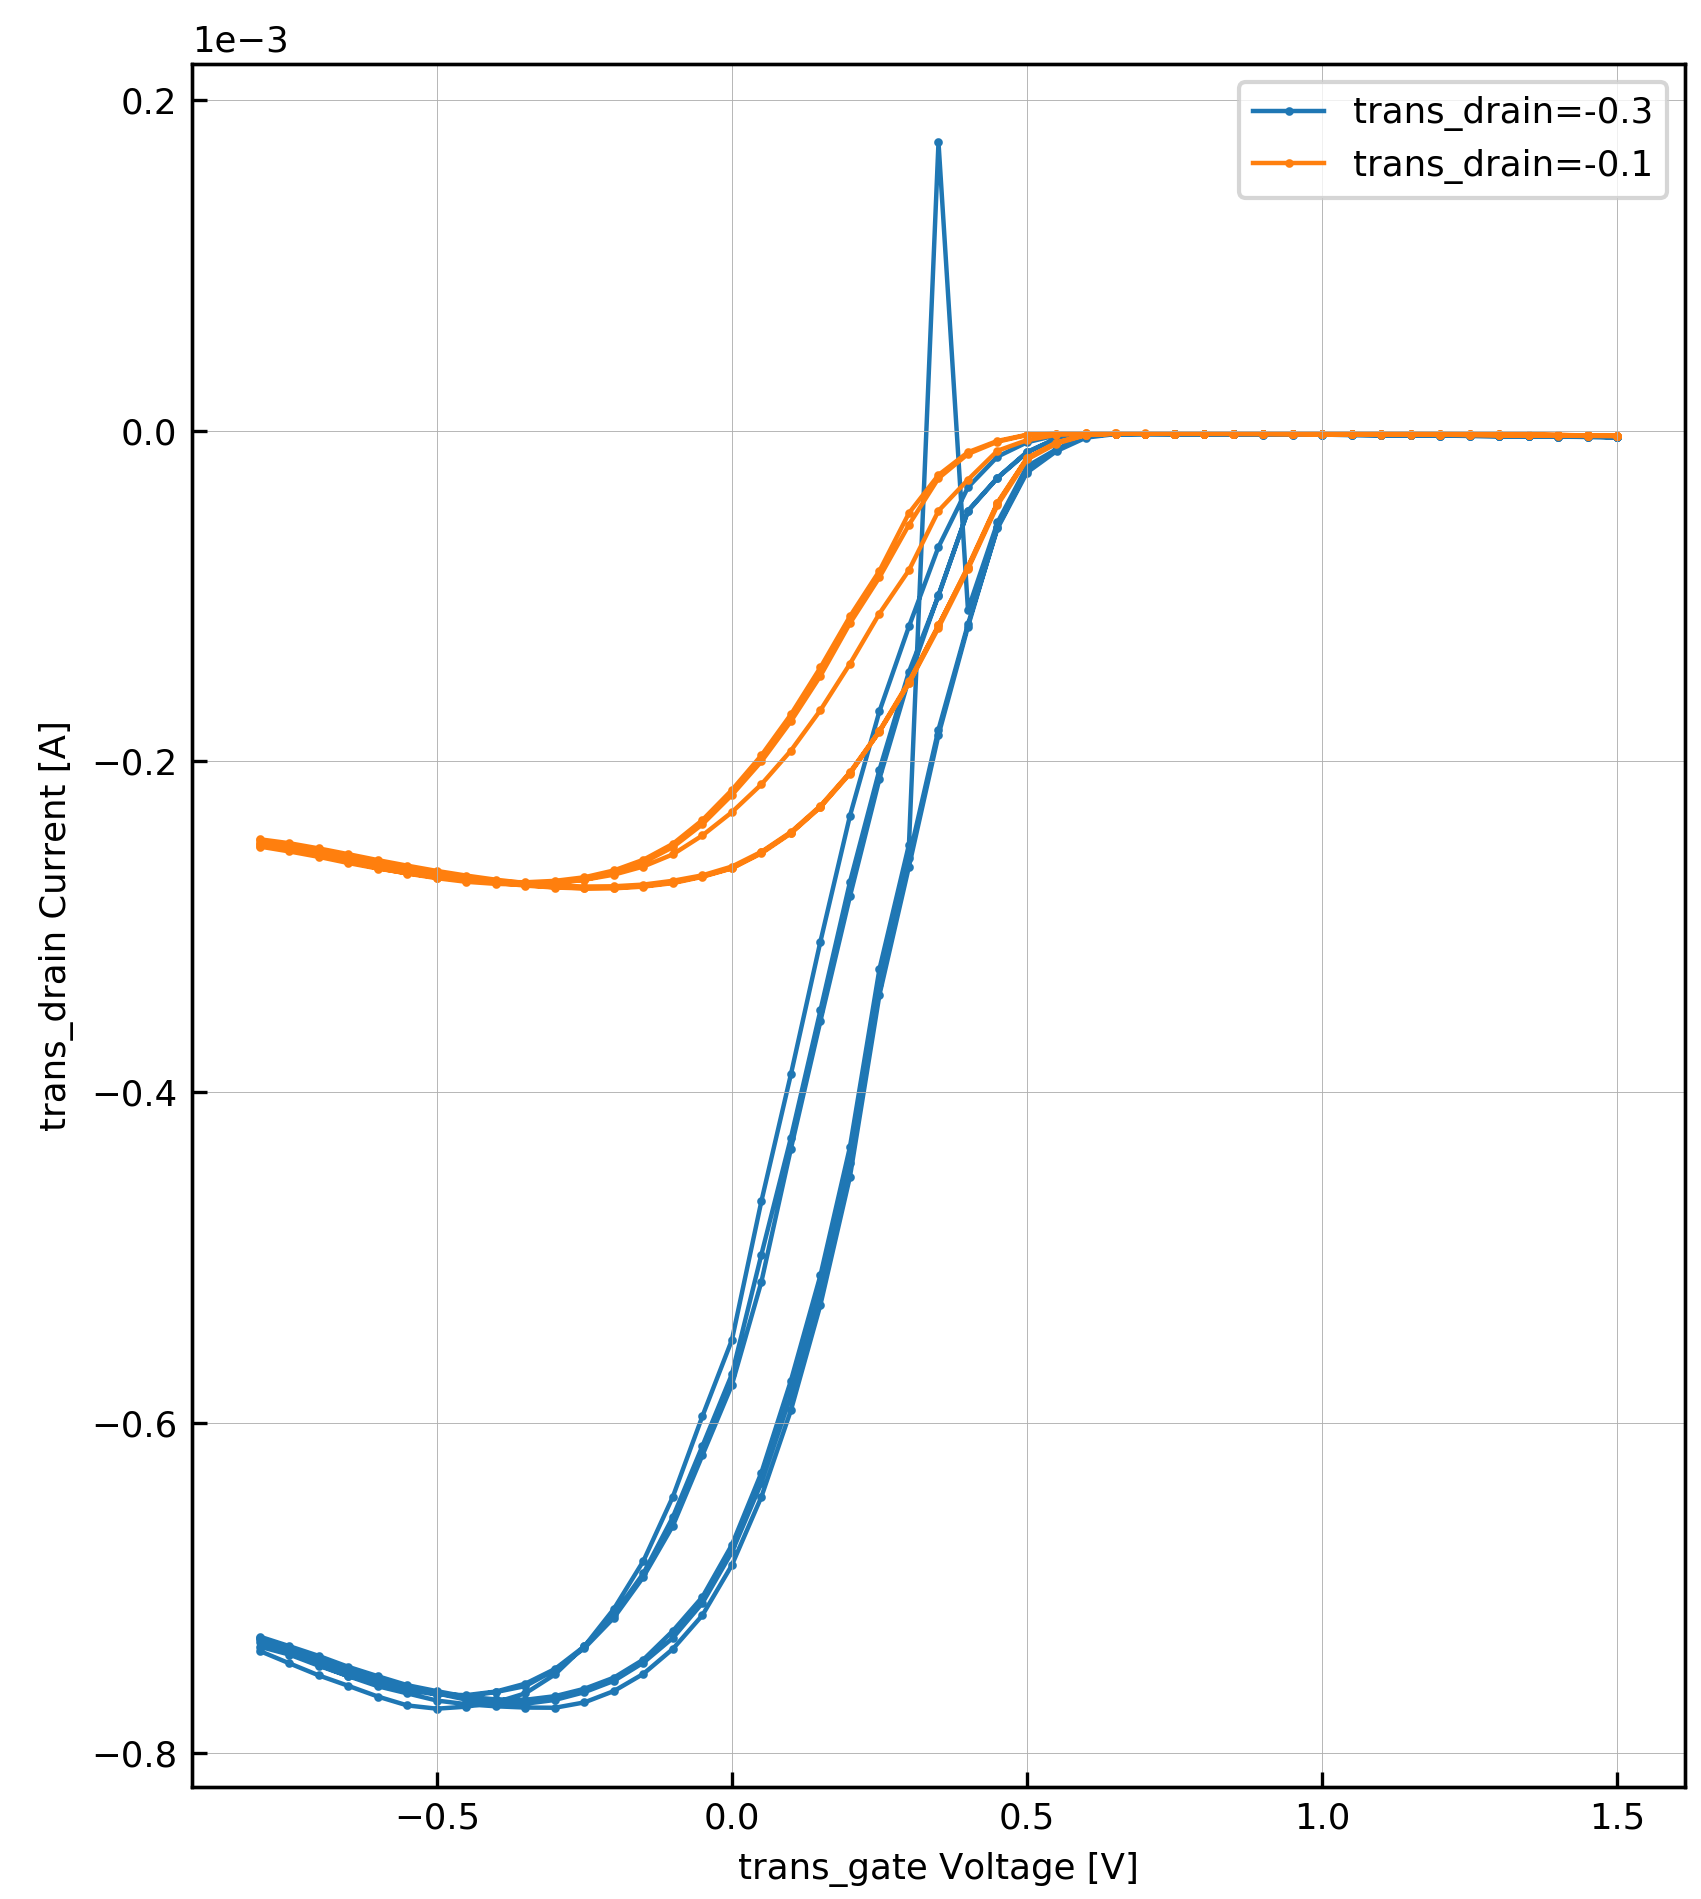 1e−3
0.2
0.0
−0.2
−0.4
−0.6
−0.8
trans_drain Current [A]
trans_drain=-0.3
trans_drain=-0.1
−0.5
0.0
0.5
1.0
1.5
trans_gate Voltage [V]